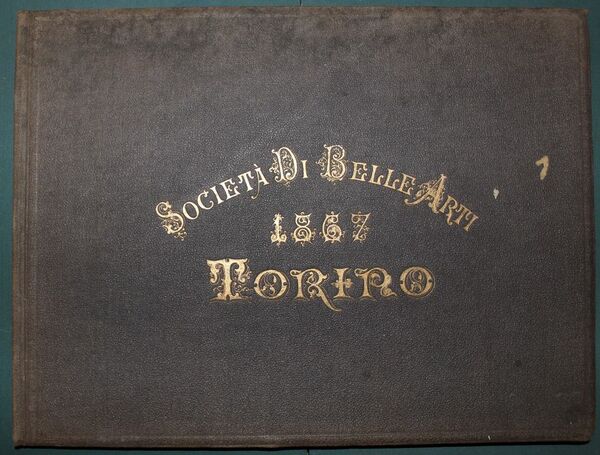 Società Di Belle Arti
1867
Torino